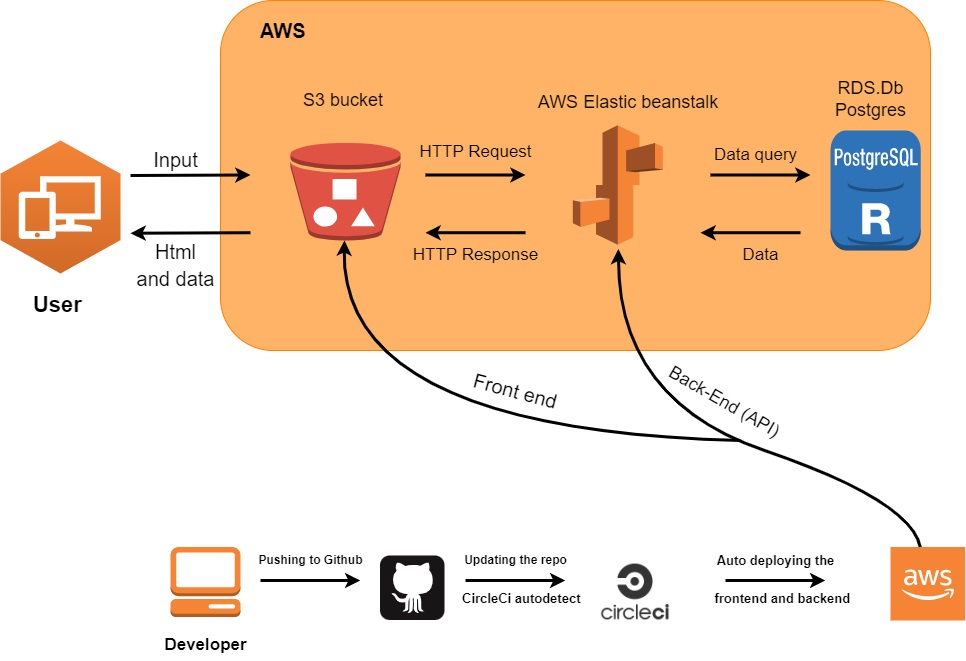 AWS
S3 bucket
AWS Elastic beanstalk
RDS.Db
Postgres
Input
HTTP Request
Data query
PostgreSQL
R
Html
and data
HTTP Response
Data
User
Front end
Back-End (API)
Pushing to Github
Updating the repo
CircleCi autodetect
circleci
Auto deploying the
frontend and backend
aws
Developer